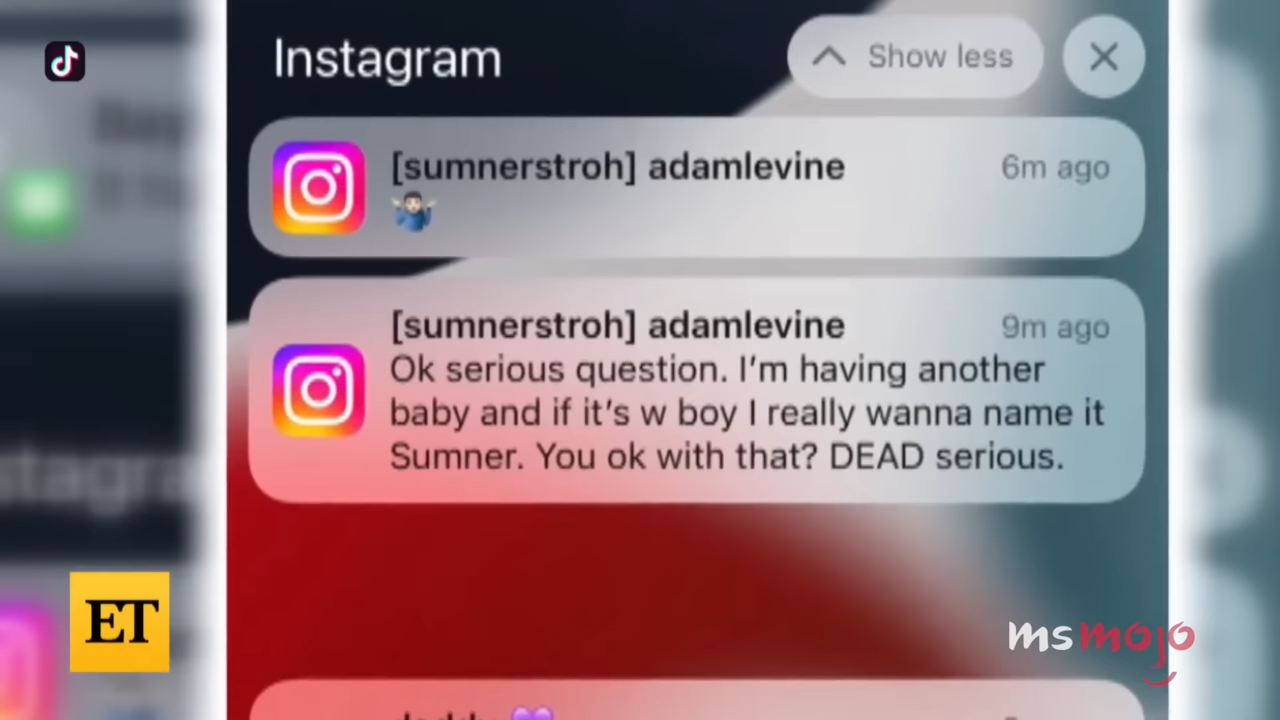 Instagram
Show less
[sumnerstroh] adamlevine
6m ago
🤷🏻‍♂️
[sumnerstroh] adamlevine
9m ago
Ok serious question. I'm having another
baby and if it's w boy I really wanna name it
Sumner. You ok with that? DEAD serious.
ET
msmojo